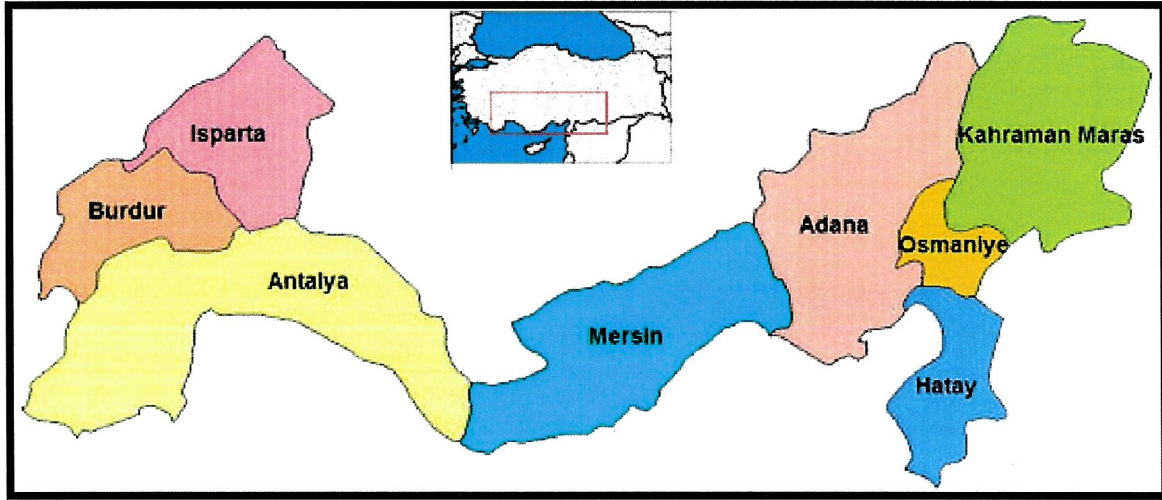 Isparta
Kahraman Maras
Burdur
Adana
Osmaniye
Antalya
Mersin
Hatay